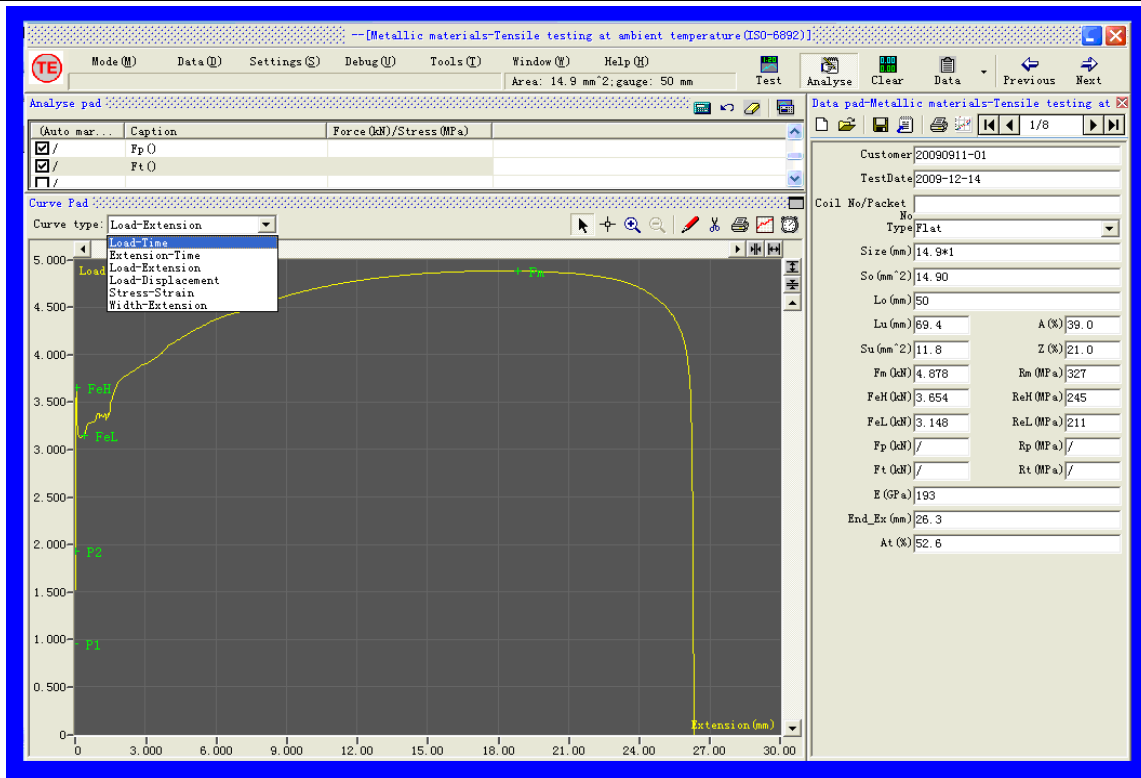 --[Metallic materials-Tensile testing at ambient temperature(ISO-6892)]
TE
Mode(M) Data(D) Settings(S) Debug(U) Tools(T) Window(W) Help(H)
Area: 14.9 mm^2;gauge: 50 mm
Test Analyse Clear Data Previous Next
Analyse pad
(Auto mar... Caption Force(kN)/Stress(MPa)
/ Fp()
/ Ft()
/
Curve Pad
Curve type: Load-Extension
Load-Time
Extension-Time
Load-Extension
Load-Displacement
Stress-Strain
Width-Extension
Load
5.000
4.500
4.000
3.500
3.000
2.500
2.000
1.500
1.000
0.500
0
Fm
FeH
FeL
P2
P1
Extension(mm)
0 3.000 6.000 9.000 12.00 15.00 18.00 21.00 24.00 27.00 30.00
Data pad-Metallic materials-Tensile testing at
1/8
Customer 20090911-01
TestDate 2009-12-14
Coil No/Packet
No
Type Flat
Size(mm) 14.9*1
So(mm^2) 14.90
Lo(mm) 50
Lu(mm) 69.4 A(%) 39.0
Su(mm^2) 11.8 Z(%) 21.0
Fm(kN) 4.878 Rm(MPa) 327
FeH(kN) 3.654 ReH(MPa) 245
FeL(kN) 3.148 ReL(MPa) 211
Fp(kN) / Rp(MPa) /
Ft(kN) / Rt(MPa) /
E(GPa) 193
End_Ex(mm) 26.3
At(%) 52.6